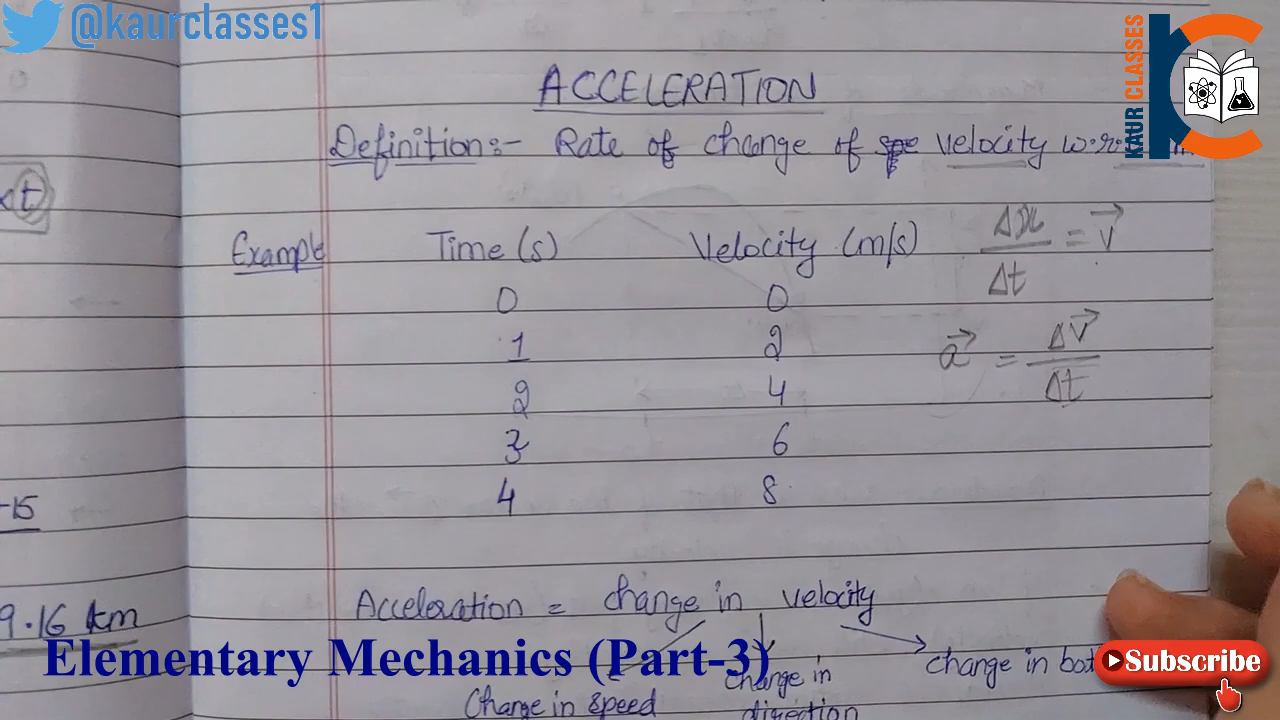 @kaurclasses1
KAUR CLASSES
ACCELERATION
Definition:- Rate of change of velocity w.r.
xt
Example Time (s) Velocity (m/s) Δx/Δt = v⃗
0 0
1 2 a⃗ = Δv⃗/Δt
2 4
3 6
4 8
-15
Acceleration = change in velocity
9.16 km
Elementary Mechanics (Part-3)
change in speed change in direction change in
Subscribe